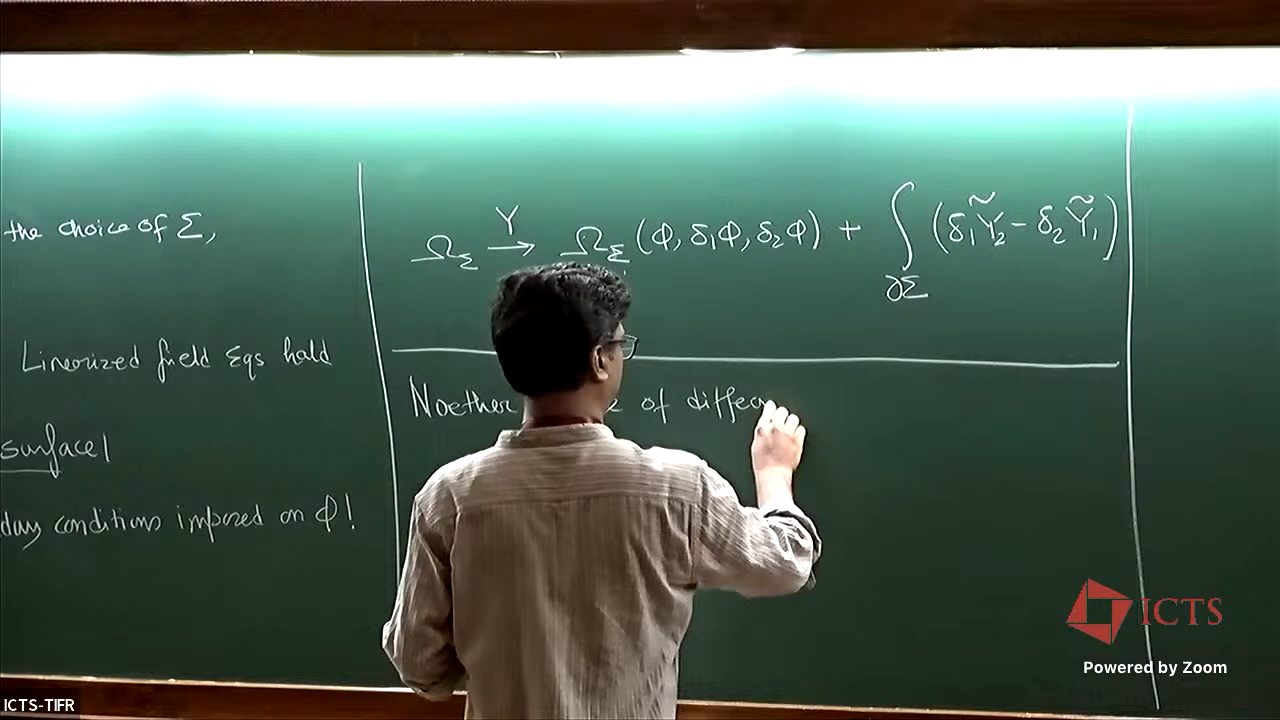 the choice of Σ,
Linearized field Eqs hold
surface!
conditions imposed on Φ!
Ω_Σ —Y→ Ω_Σ (Φ, δ₁Φ, δ₂Φ) + ∫_∂Σ (δ₁Ỹ₂ - δ₂Ỹ₁)
Noether of diffeo
ICTS
Powered by Zoom
ICTS-TIFR